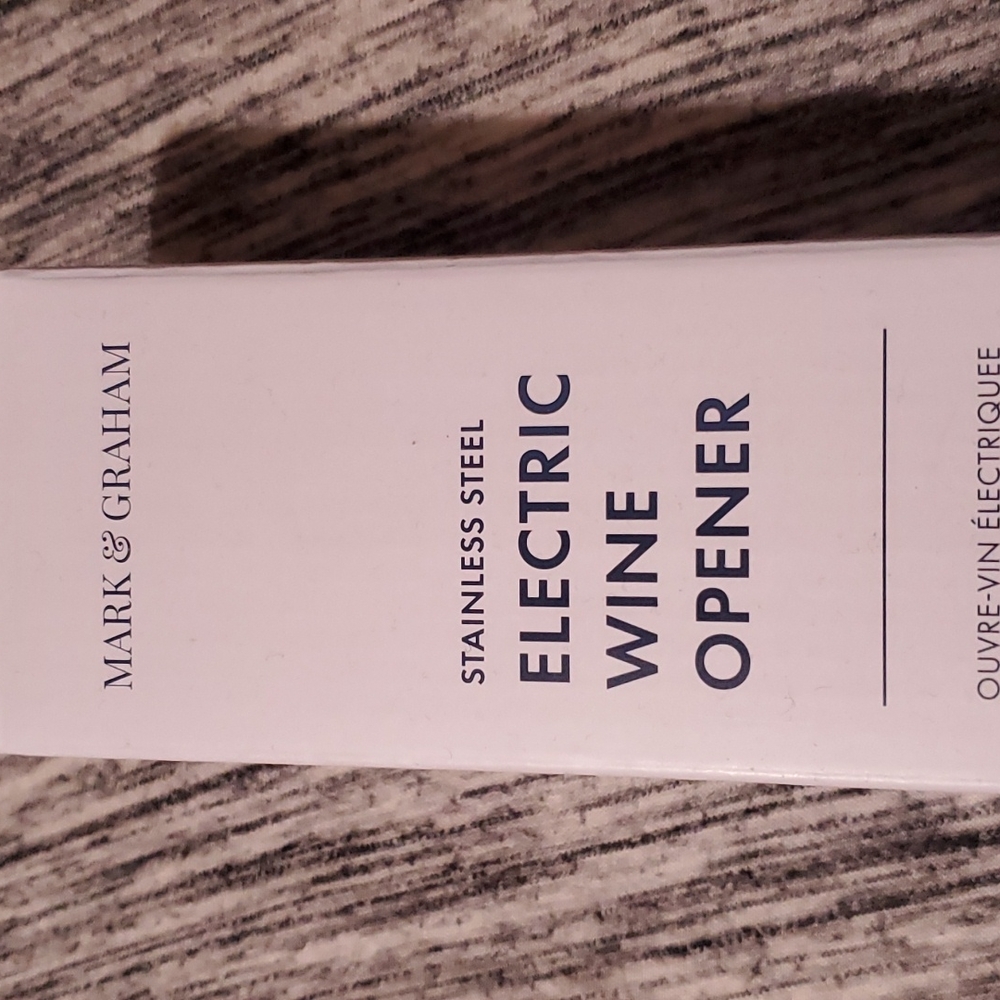 MARK & GRAHAM
STAINLESS STEEL
ELECTRIC
WINE
OPENER
OUVRE-VIN ÉLECTRIQUEE